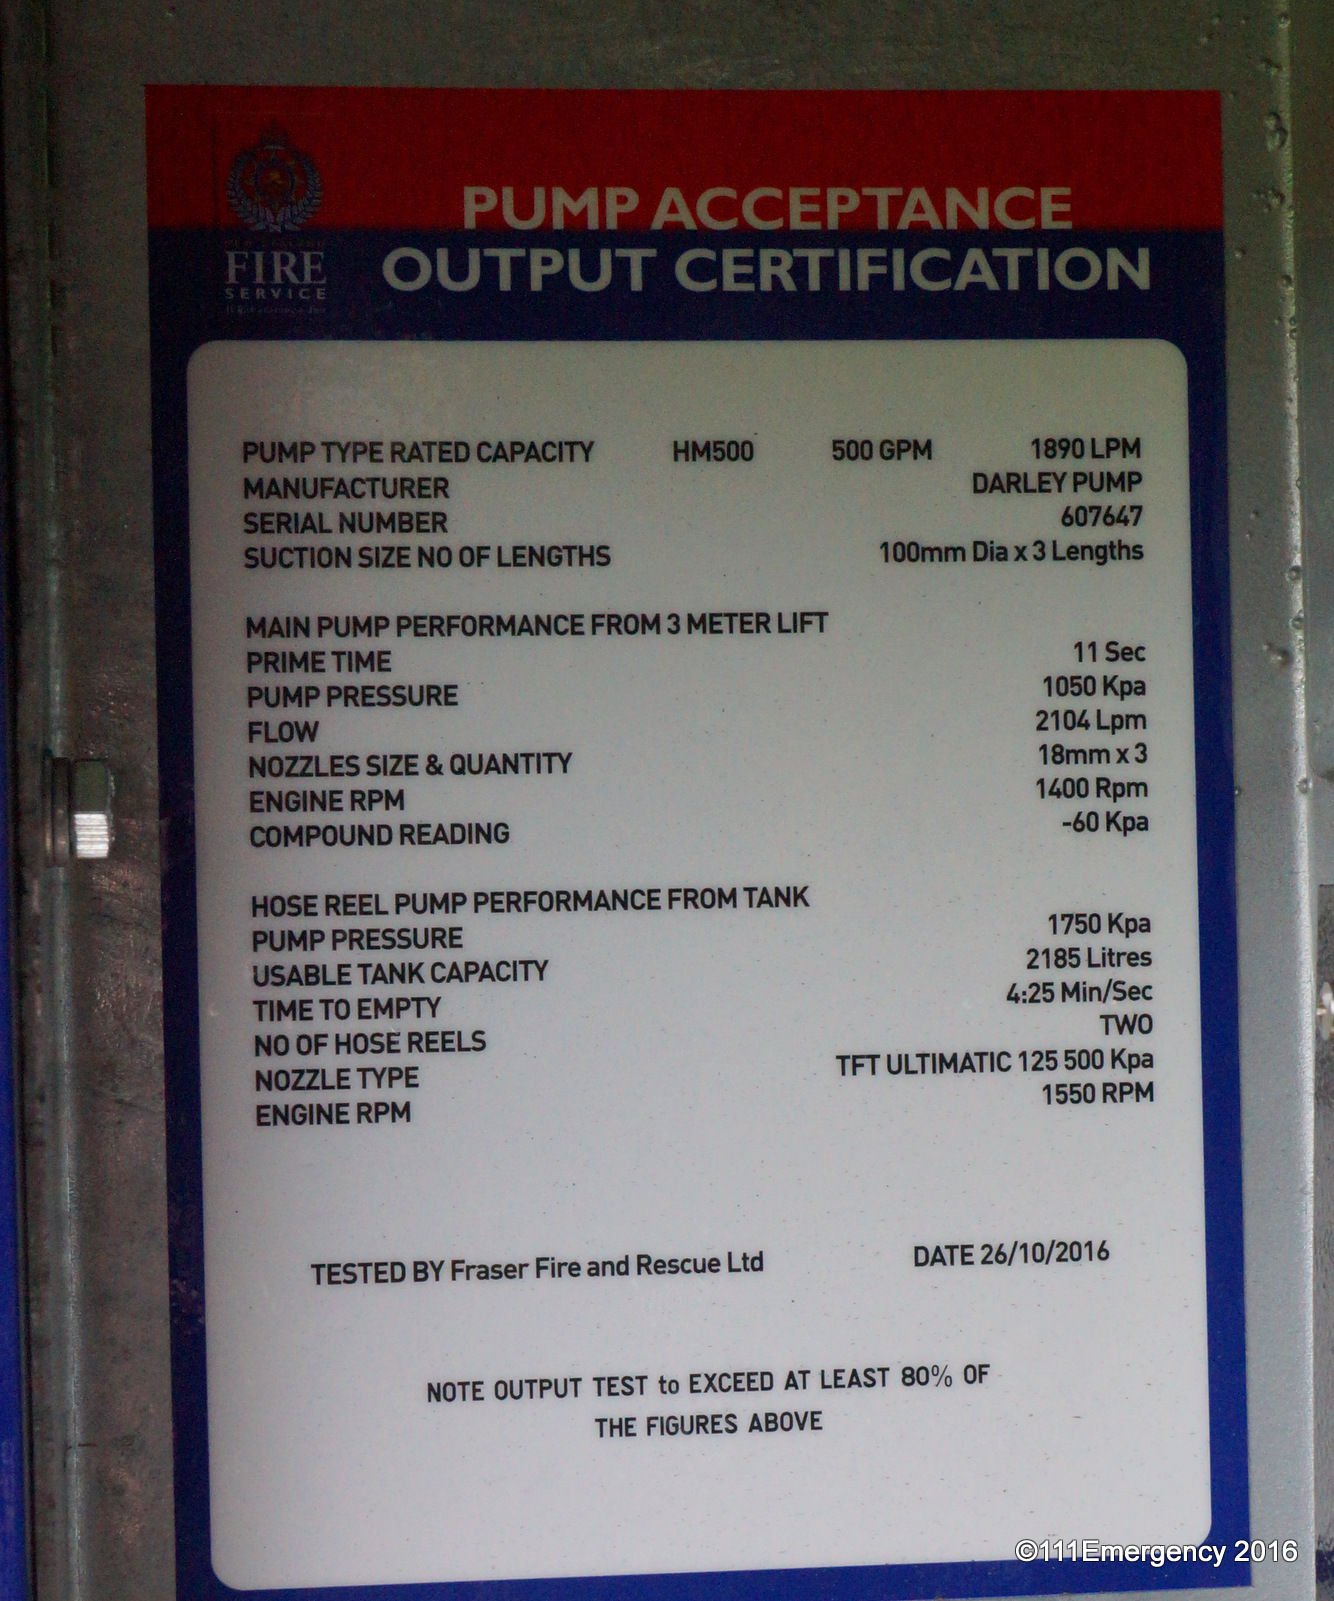 NEW ZEALAND
FIRE
SERVICE
PUMP ACCEPTANCE
OUTPUT CERTIFICATION
PUMP TYPE RATED CAPACITY HM500 500 GPM 1890 LPM
MANUFACTURER DARLEY PUMP
SERIAL NUMBER 607647
SUCTION SIZE NO OF LENGTHS 100mm Dia x 3 Lengths
MAIN PUMP PERFORMANCE FROM 3 METER LIFT
PRIME TIME 11 Sec
PUMP PRESSURE 1050 Kpa
FLOW 2104 Lpm
NOZZLES SIZE & QUANTITY 18mm x 3
ENGINE RPM 1400 Rpm
COMPOUND READING -60 Kpa
HOSE REEL PUMP PERFORMANCE FROM TANK
PUMP PRESSURE 1750 Kpa
USABLE TANK CAPACITY 2185 Litres
TIME TO EMPTY 4:25 Min/Sec
NO OF HOSE REELS TWO
NOZZLE TYPE TFT ULTIMATIC 125 500 Kpa
ENGINE RPM 1550 RPM
TESTED BY Fraser Fire and Rescue Ltd DATE 26/10/2016
NOTE OUTPUT TEST to EXCEED AT LEAST 80% OF
THE FIGURES ABOVE
©111Emergency 2016